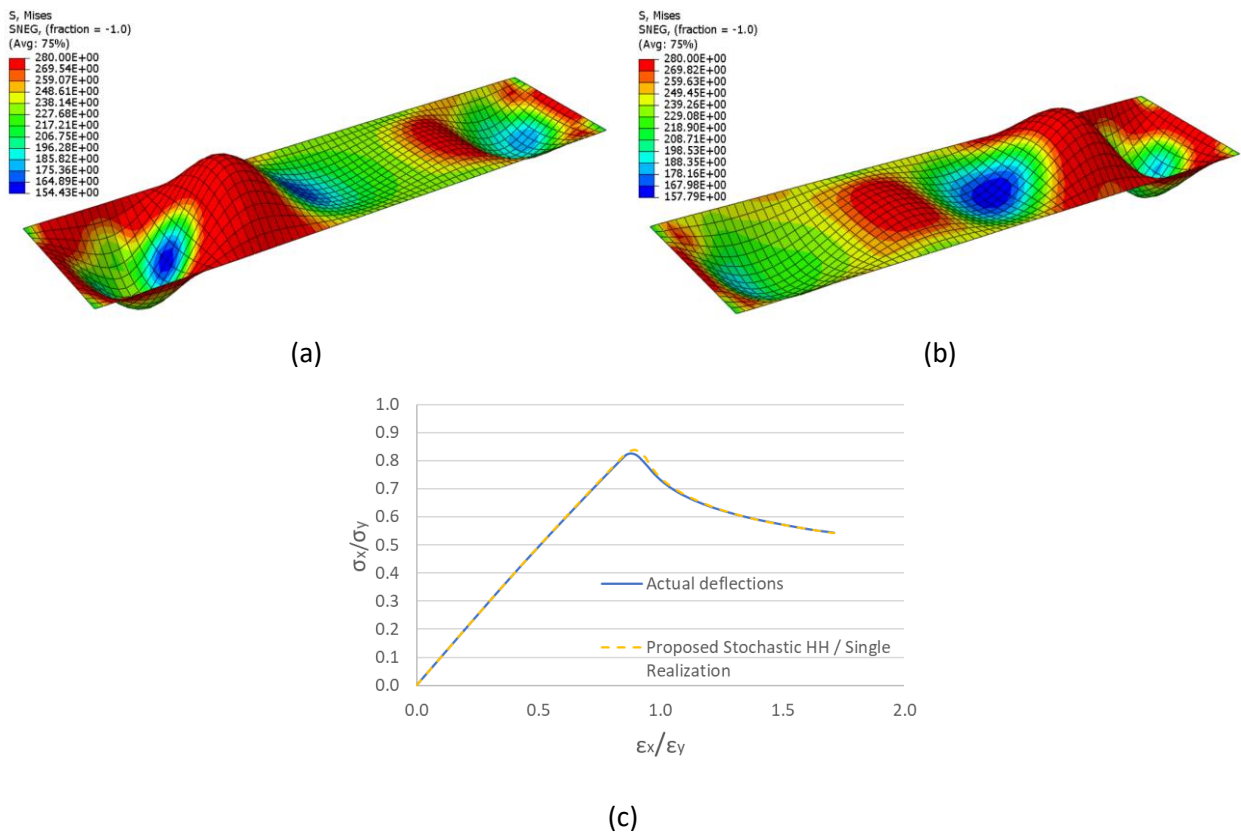 S, Mises
SNEG, (fraction = -1.0)
(Avg: 75%)
280.00E+00
269.54E+00
259.07E+00
248.61E+00
238.14E+00
227.68E+00
217.21E+00
206.75E+00
196.28E+00
185.82E+00
175.36E+00
164.89E+00
154.43E+00
(a)
S, Mises
SNEG, (fraction = -1.0)
(Avg: 75%)
280.00E+00
269.82E+00
259.63E+00
249.45E+00
239.26E+00
229.08E+00
218.90E+00
208.71E+00
198.53E+00
188.35E+00
178.16E+00
167.98E+00
157.79E+00
(b)
1.0
0.9
0.8
0.7
0.6
0.5
0.4
0.3
0.2
0.1
0.0
σx/σy
Actual deflections
Proposed Stochastic HH / Single
Realization
0.0 0.5 1.0 1.5 2.0
εx/εy
(c)